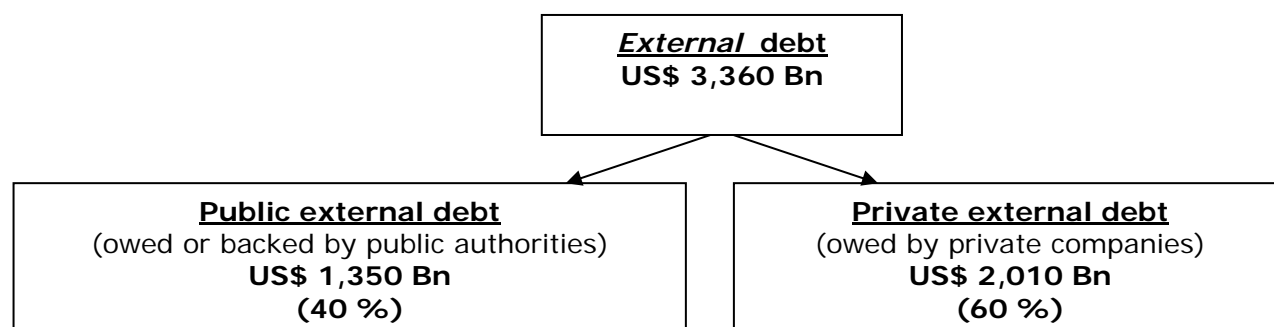 External debt
US$ 3,360 Bn
Public external debt
(owed or backed by public authorities)
US$ 1,350 Bn
(40 %)
Private external debt
(owed by private companies)
US$ 2,010 Bn
(60 %)